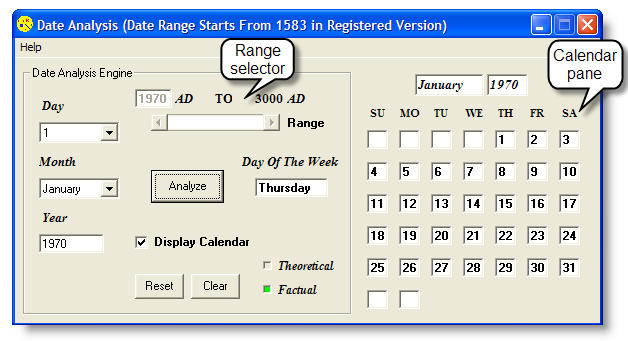 Date Analysis (Date Range Starts From 1583 in Registered Version)
Help
Range
selector
Calendar
pane
Date Analysis Engine
1970 AD TO 3000 AD
Range
Day
1
Month
January
Analyze
Day Of The Week
Thursday
Year
1970
Display Calendar
Reset Clear
Theoretical
Factual
January 1970
SU MO TU WE TH FR SA
1 2 3
4 5 6 7 8 9 10
11 12 13 14 15 16 17
18 19 20 21 22 23 24
25 26 27 28 29 30 31